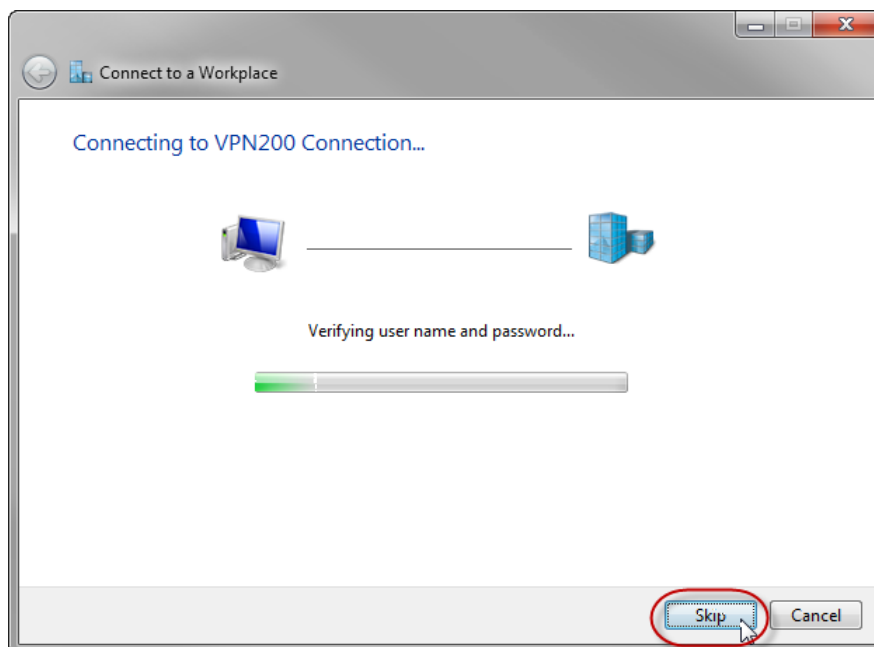 Connect to a Workplace
Connecting to VPN200 Connection...
Verifying user name and password...
Skip
Cancel